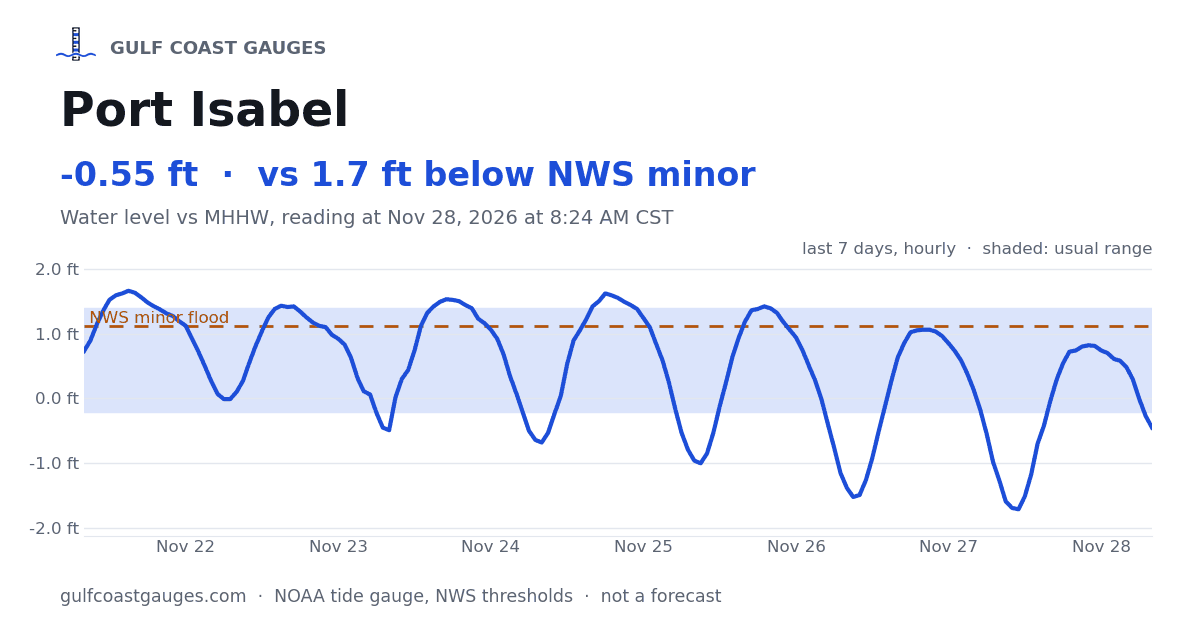 GULF COAST GAUGES
Port Isabel
-0.55 ft · vs 1.7 ft below NWS minor
Water level vs MHHW, reading at Nov 28, 2026 at 8:24 AM CST
last 7 days, hourly · shaded: usual range
2.0 ft
NWS minor flood
1.0 ft
0.0 ft
-1.0 ft
-2.0 ft
Nov 22 Nov 23 Nov 24 Nov 25 Nov 26 Nov 27 Nov 28
gulfcoastgauges.com · NOAA tide gauge, NWS thresholds · not a forecast